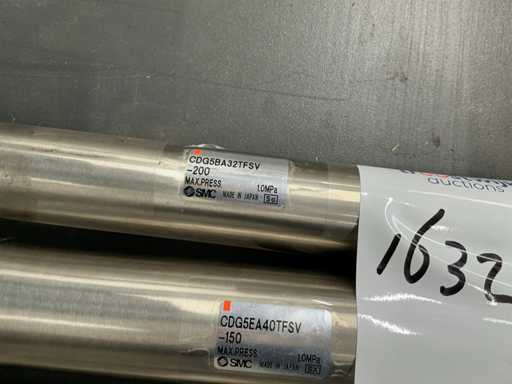 CDG5BA32TFSV
-200
MAX.PRESS 1.0MPa
SMC MADE IN JAPAN
auctions
1632
CDG5EA40TFSV
-150
MAX.PRESS 1.0MPa
SMC MADE IN JAPAN